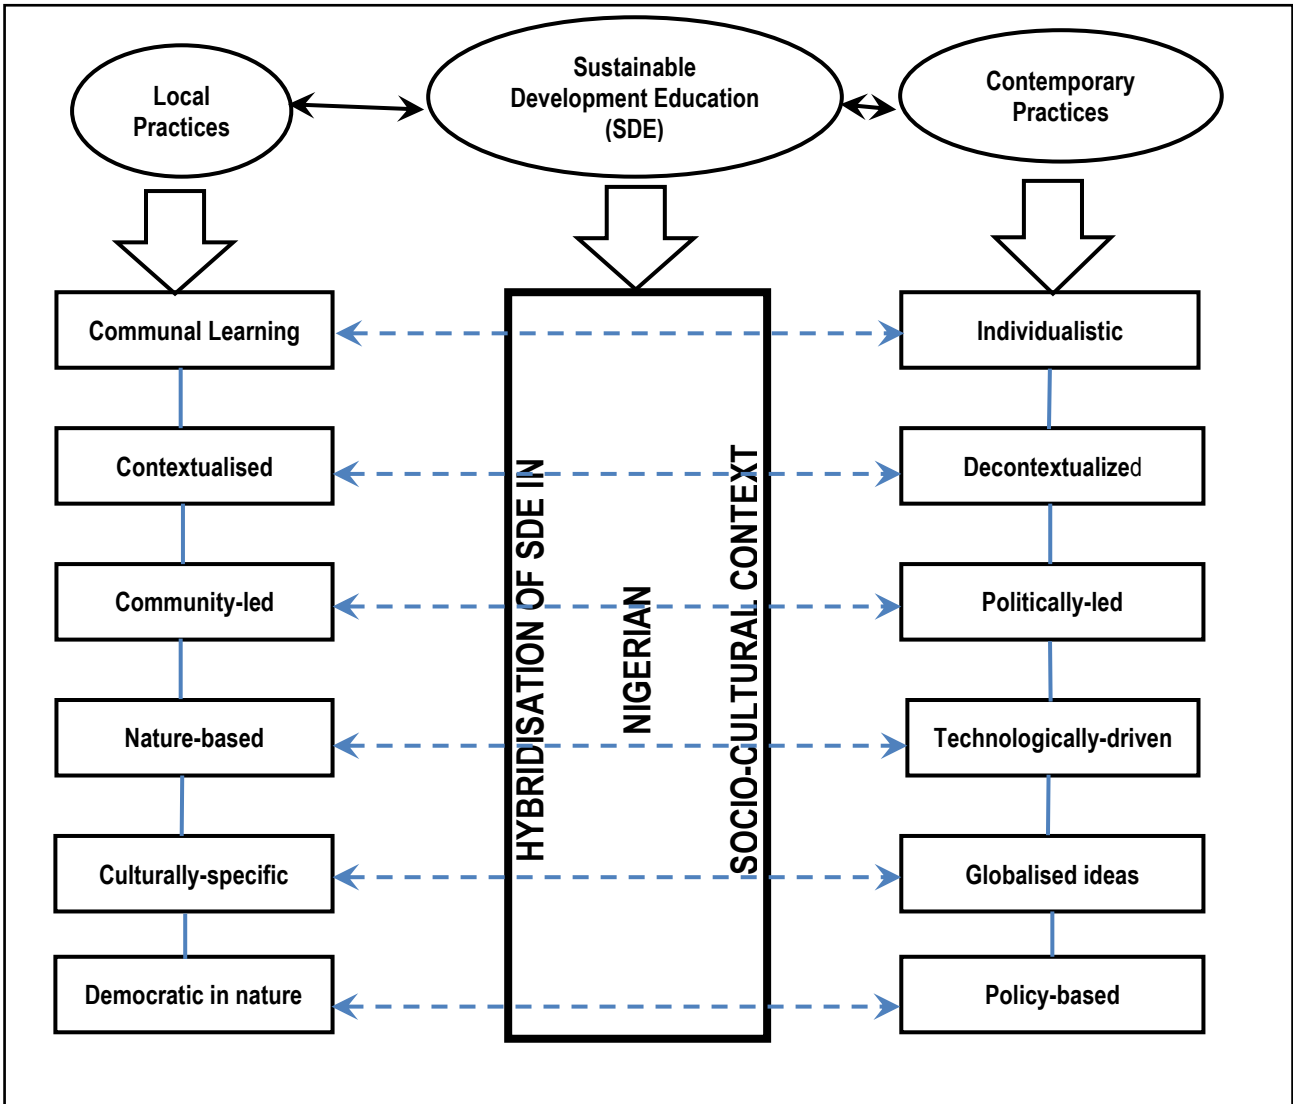 Local
Practices
Sustainable
Development Education
(SDE)
Contemporary
Practices
Communal Learning
Individualistic
Contextualised
Decontextualized
Community-led
Politically-led
Nature-based
Technologically-driven
Culturally-specific
Globalised ideas
Democratic in nature
Policy-based
HYBRIDISATION OF SDE IN
NIGERIAN
SOCIO-CULTURAL CONTEXT